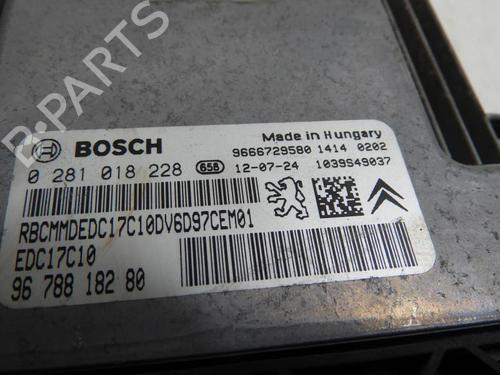 BOSCH
Made in Hungary
9666729580 1414 0202
0 281 018 228 658 12-07-24 1039S49037
RBCMMDEDC17C10DV6D97CEM01
EDC17C10
96 788 182 80
B-PARTS